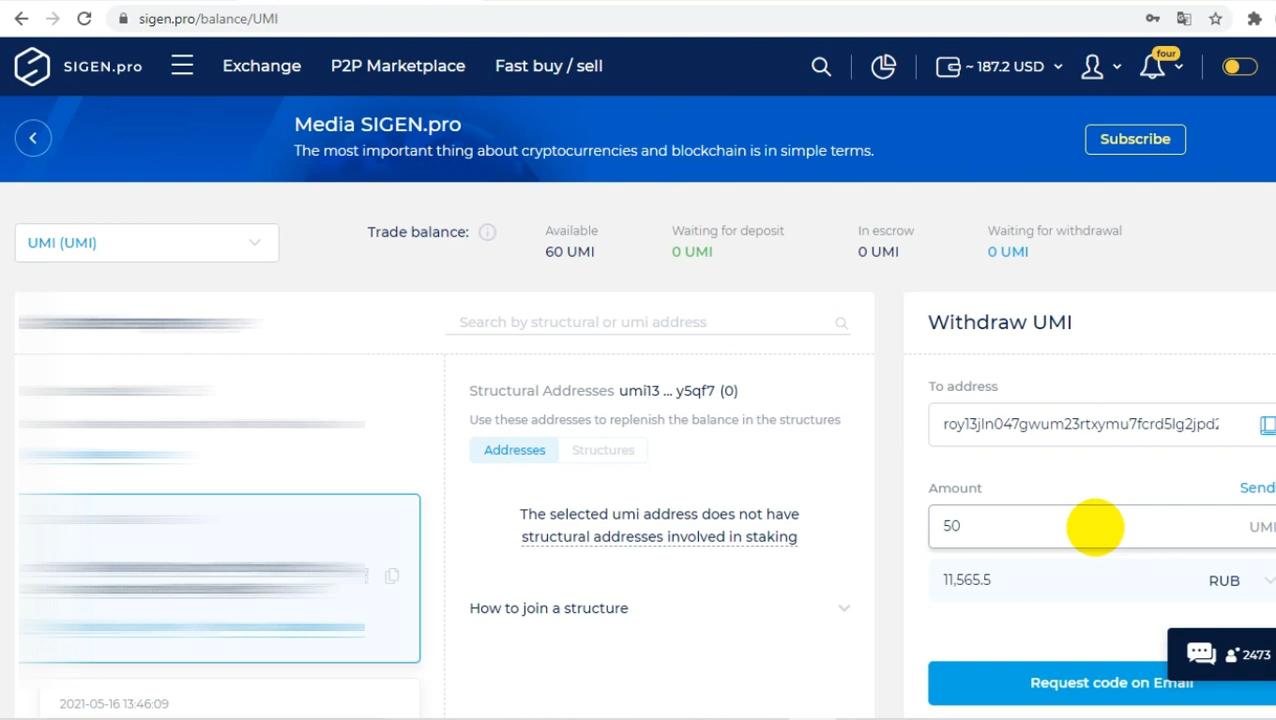 sigen.pro/balance/UMI
SIGEN.pro
Exchange
P2P Marketplace
Fast buy / sell
~ 187.2 USD
four
Media SIGEN.pro
The most important thing about cryptocurrencies and blockchain is in simple terms.
Subscribe
UMI (UMI)
Trade balance:
Available
60 UMI
Waiting for deposit
0 UMI
In escrow
0 UMI
Waiting for withdrawal
0 UMI
Search by structural or umi address
Structural Addresses umi13 ... y5qf7 (0)
Use these addresses to replenish the balance in the structures
Addresses
Structures
The selected umi address does not have
structural addresses involved in staking
How to join a structure
2021-05-16 13:46:09
Withdraw UMI
To address
roy13jln047gwum23rtxymu7fcrd5lg2jpd2
Amount
Send
50
UMI
11,565.5
RUB
2473
Request code on Email